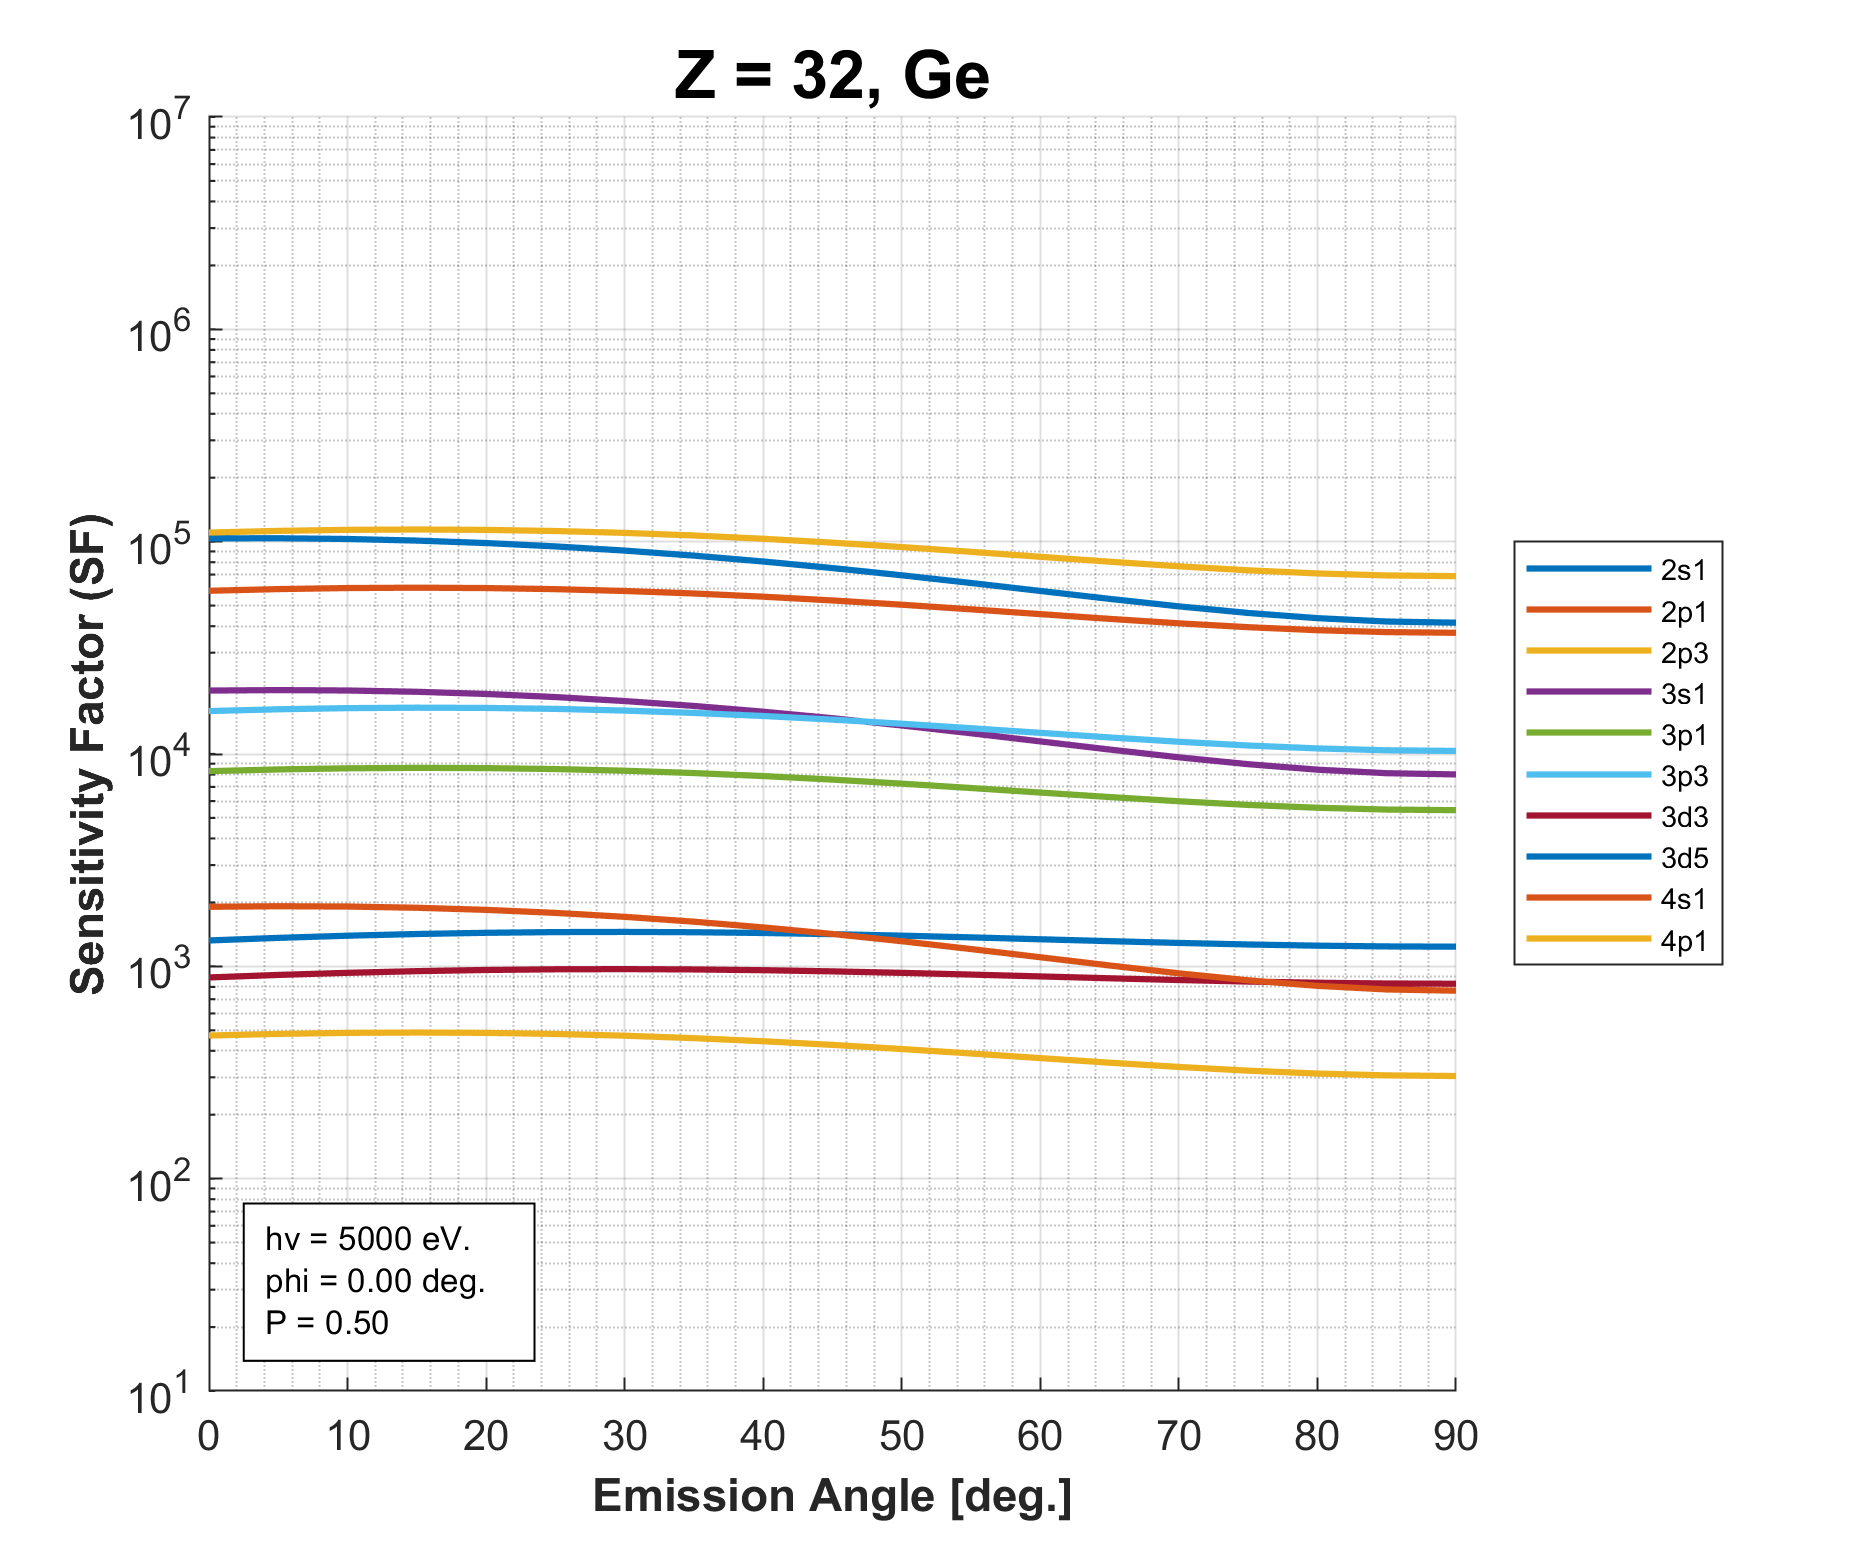 Z = 32, Ge
10^7
10^6
10^5
10^4
10^3
10^2
10^1
Sensitivity Factor (SF)
0 10 20 30 40 50 60 70 80 90
Emission Angle [deg.]
hv = 5000 eV.
phi = 0.00 deg.
P = 0.50
2s1
2p1
2p3
3s1
3p1
3p3
3d3
3d5
4s1
4p1